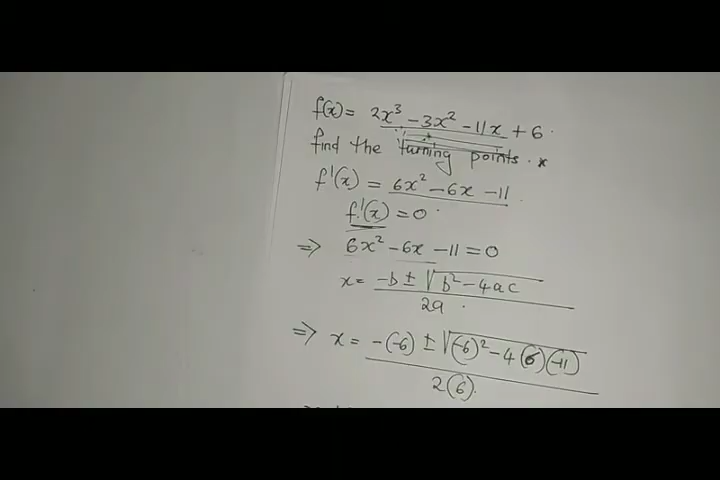 f(x) = 2x³ - 3x² - 11x + 6.
find the turning points.
f'(x) = 6x² - 6x - 11
f'(x) = 0.
=> 6x² - 6x - 11 = 0
x = -b ± √b² - 4ac / 2a.
=> x = -(-6) ± √(-6)² - 4(6)(-11) / 2(6).